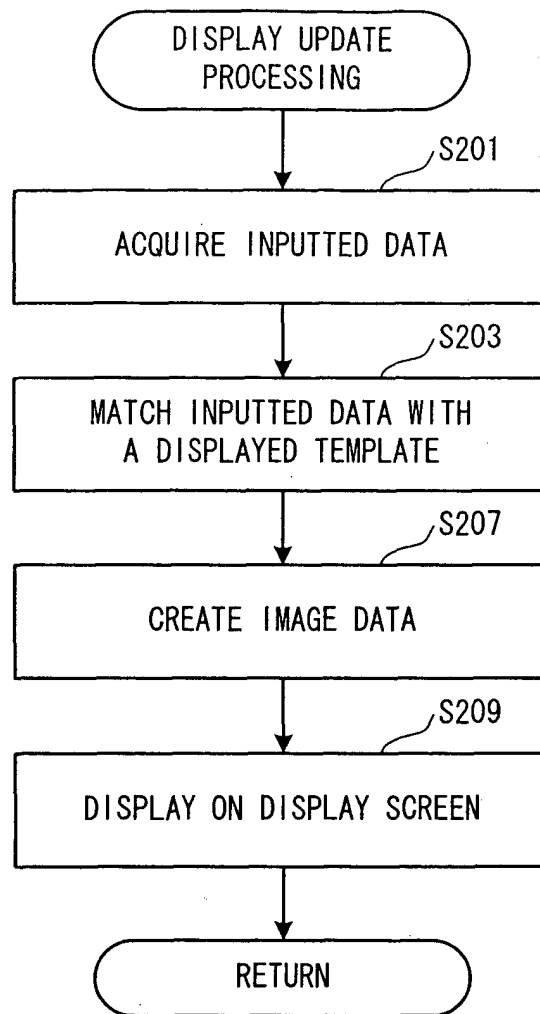 DISPLAY UPDATE
PROCESSING
S201
ACQUIRE INPUTTED DATA
S203
MATCH INPUTTED DATA WITH
A DISPLAYED TEMPLATE
S207
CREATE IMAGE DATA
S209
DISPLAY ON DISPLAY SCREEN
RETURN